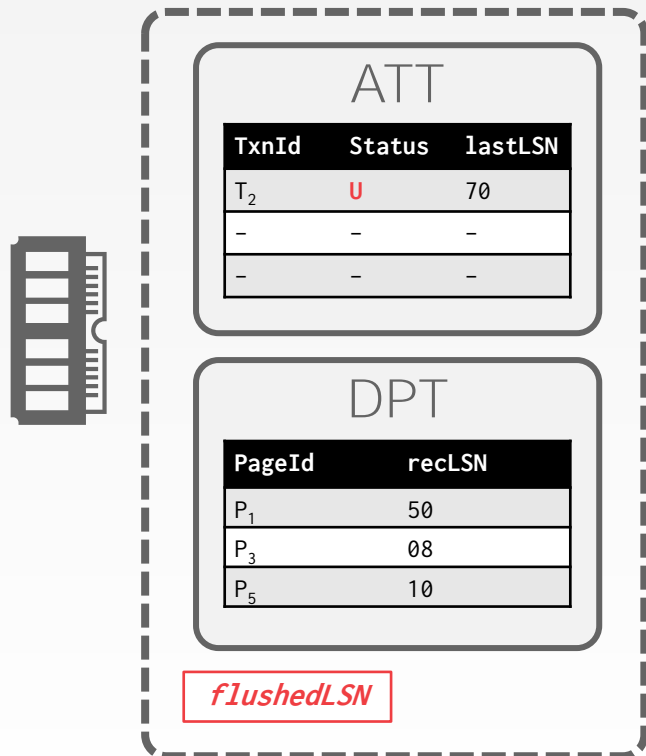 ATT
TxnId Status lastLSN
T₂ U 70
– – –
– – –
DPT
PageId recLSN
P₁ 50
P₃ 08
P₅ 10
flushedLSN